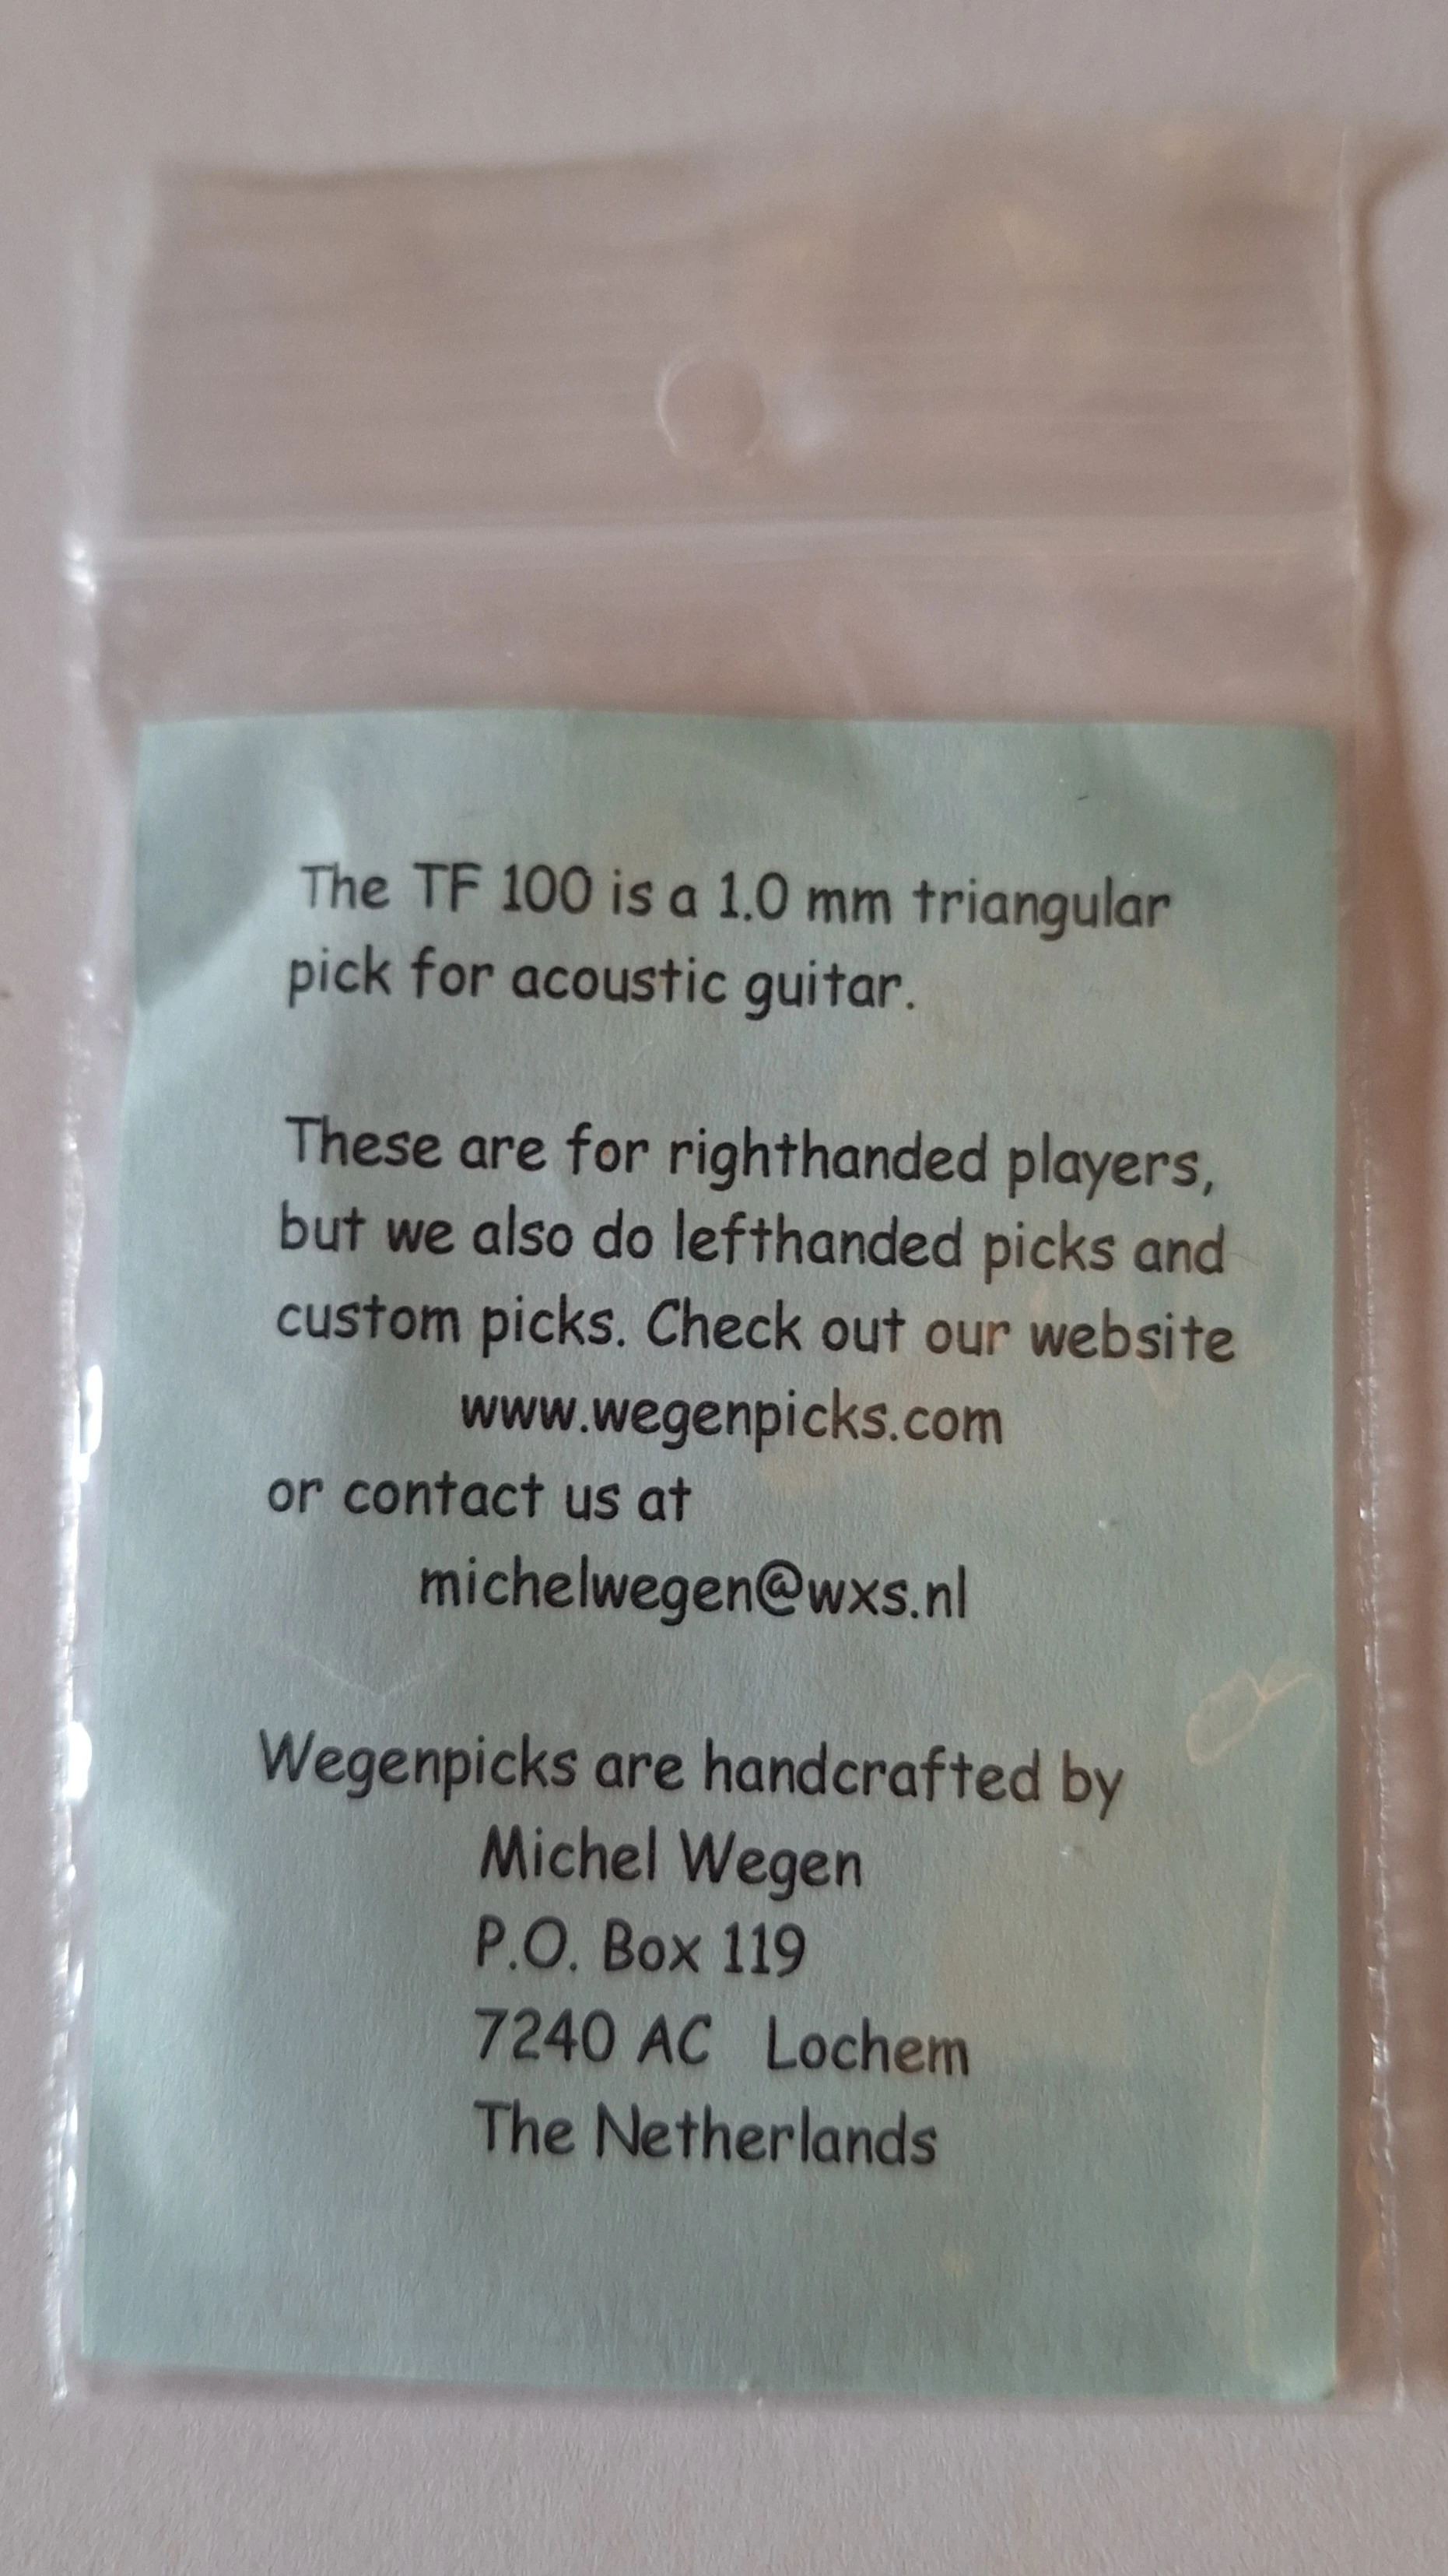 The TF 100 is a 1.0 mm triangular
pick for acoustic guitar.
These are for righthanded players,
but we also do lefthanded picks and
custom picks. Check out our website
www.wegenpicks.com
or contact us at
michelwegen@wxs.nl
Wegenpicks are handcrafted by
Michel Wegen
P.O. Box 119
7240 AC Lochem
The Netherlands